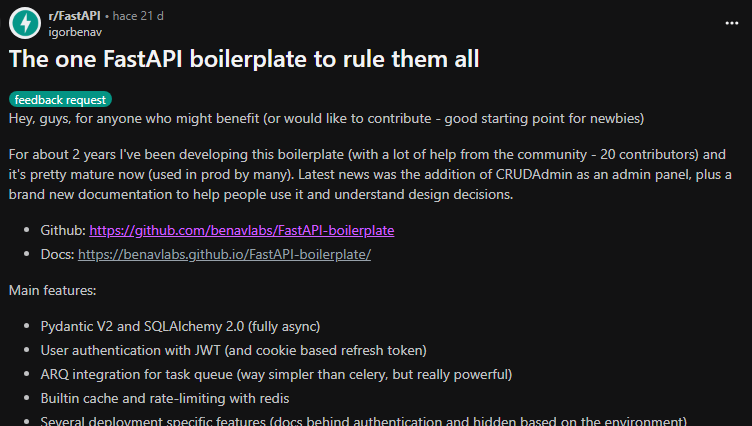 r/FastAPI • hace 21 d
igorbenav
The one FastAPI boilerplate to rule them all
feedback request
Hey, guys, for anyone who might benefit (or would like to contribute - good starting point for newbies)
For about 2 years I've been developing this boilerplate (with a lot of help from the community - 20 contributors) and
it's pretty mature now (used in prod by many). Latest news was the addition of CRUDAdmin as an admin panel, plus a
brand new documentation to help people use it and understand design decisions.
• Github: https://github.com/benavlabs/FastAPI-boilerplate
• Docs: https://benavlabs.github.io/FastAPI-boilerplate/
Main features:
• Pydantic V2 and SQLAlchemy 2.0 (fully async)
• User authentication with JWT (and cookie based refresh token)
• ARQ integration for task queue (way simpler than celery, but really powerful)
• Builtin cache and rate-limiting with redis
• Several deployment specific features (docs behind authentication and hidden based on the environment)